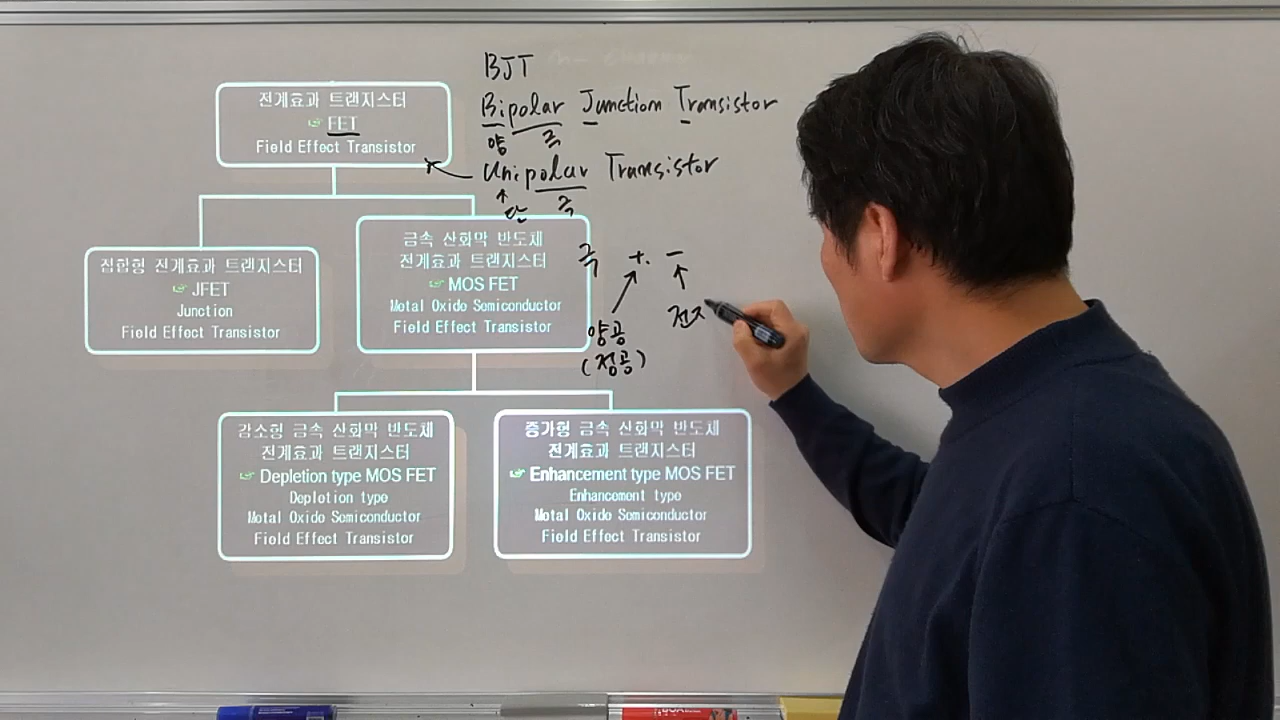 BJT
Bipolar Junction Transistor
양 극
Unipolar Transistor
단 극
극 + · -
양공
(정공)
전자
전계효과 트랜지스터
☞ FET
Field Effect Transistor
접합형 전계효과 트랜지스터
☞ JFET
Junction
Field Effect Transistor
금속 산화막 반도체
전계효과 트랜지스터
☞ MOS FET
Metal Oxide Semiconductor
Field Effect Transistor
감소형 금속 산화막 반도체
전계효과 트랜지스터
☞ Depletion type MOS FET
Depletion type
Metal Oxide Semiconductor
Field Effect Transistor
증가형 금속 산화막 반도체
전계효과 트랜지스터
☞ Enhancement type MOS FET
Enhancement type
Metal Oxide Semiconductor
Field Effect Transistor